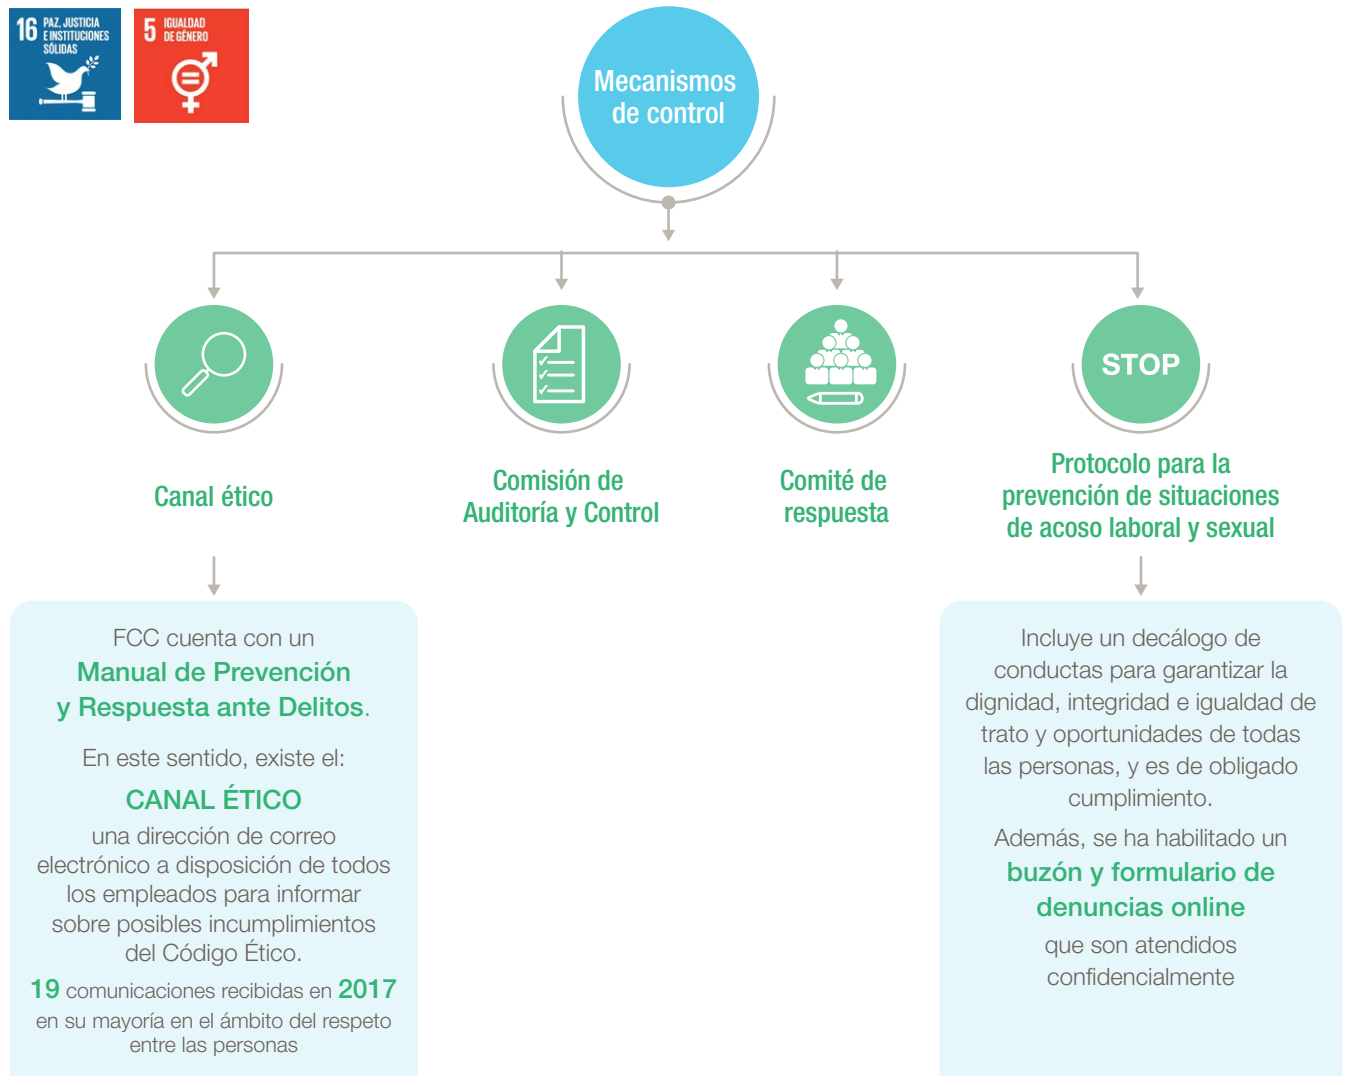 16 PAZ, JUSTICIA
E INSTITUCIONES
SÓLIDAS
5 IGUALDAD
DE GÉNERO
Mecanismos
de control
STOP
Canal ético
Comisión de
Auditoría y Control
Comité de
respuesta
Protocolo para la
prevención de situaciones
de acoso laboral y sexual
FCC cuenta con un
Manual de Prevención
y Respuesta ante Delitos.
En este sentido, existe el:
CANAL ÉTICO
una dirección de correo
electrónico a disposición de todos
los empleados para informar
sobre posibles incumplimientos
del Código Ético.
19 comunicaciones recibidas en 2017
en su mayoría en el ámbito del respeto
entre las personas
Incluye un decálogo de
conductas para garantizar la
dignidad, integridad e igualdad de
trato y oportunidades de todas
las personas, y es de obligado
cumplimiento.
Además, se ha habilitado un
buzón y formulario de
denuncias online
que son atendidos
confidencialmente